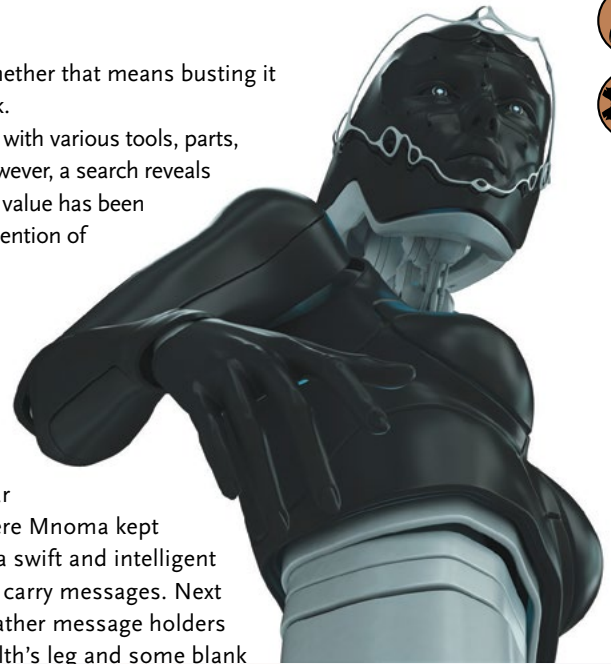 hether that means busting it
k.
with various tools, parts,
wever, a search reveals
value has been
ention of
r
ere Mnoma kept
a swift and intelligent
carry messages. Next
ather message holders
lth’s leg and some blank